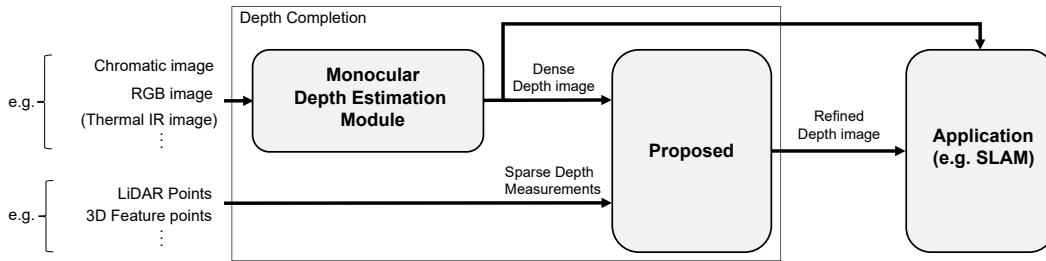 Depth Completion
e.g.
Chromatic image
RGB image
(Thermal IR image)
⋮
Monocular
Depth Estimation
Module
Dense
Depth image
Sparse Depth
Measurements
e.g.
LiDAR Points
3D Feature points
⋮
Proposed
Refined
Depth image
Application
(e.g. SLAM)